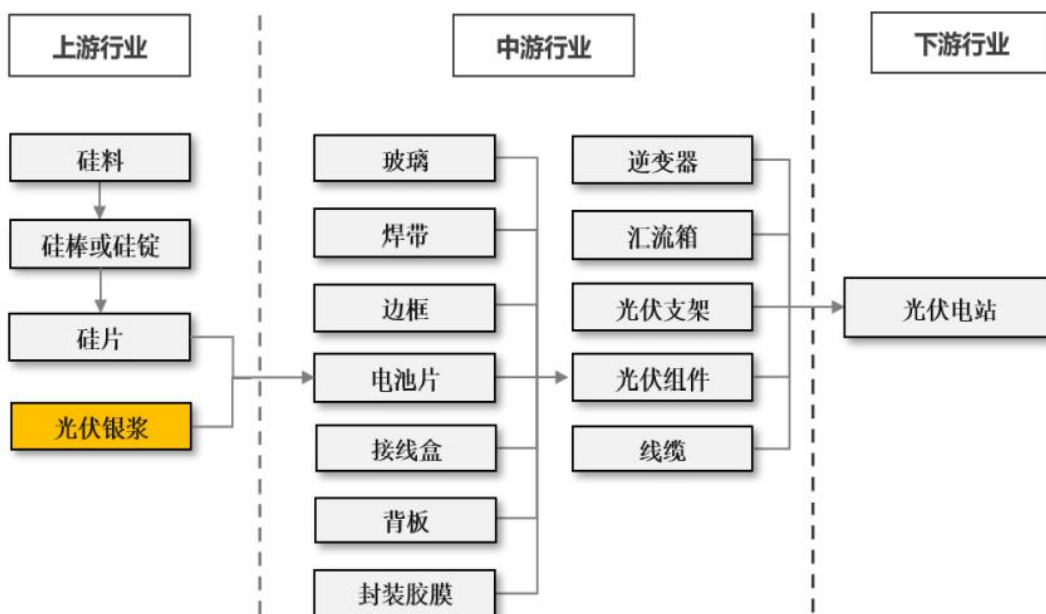 上游行业
中游行业
下游行业
硅料
硅棒或硅锭
硅片
光伏银浆
玻璃
焊带
边框
电池片
接线盒
背板
封装胶膜
逆变器
汇流箱
光伏支架
光伏组件
线缆
光伏电站